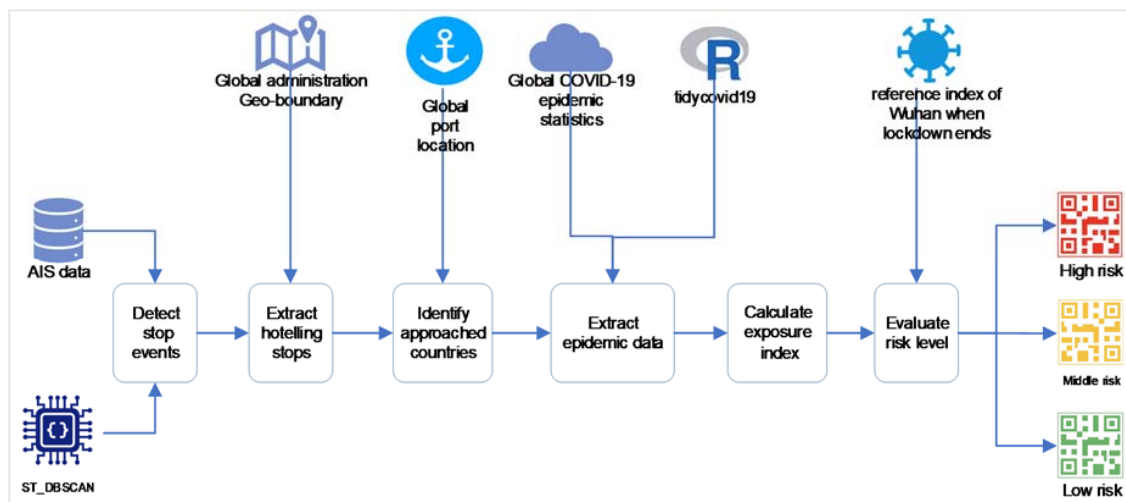 Global administration
Geo-boundary
Global
port
location
Global COVID-19
epidemic
statistics
R
tidycovid19
reference index of
Wuhan when
lockdown ends
AIS data
{ }
ST_DBSCAN
Detect
stop
events
Extract
hotelling
stops
Identify
approached
countries
Extract
epidemic data
Calculate
exposure
index
Evaluate
risk level
High risk
Middle risk
Low risk